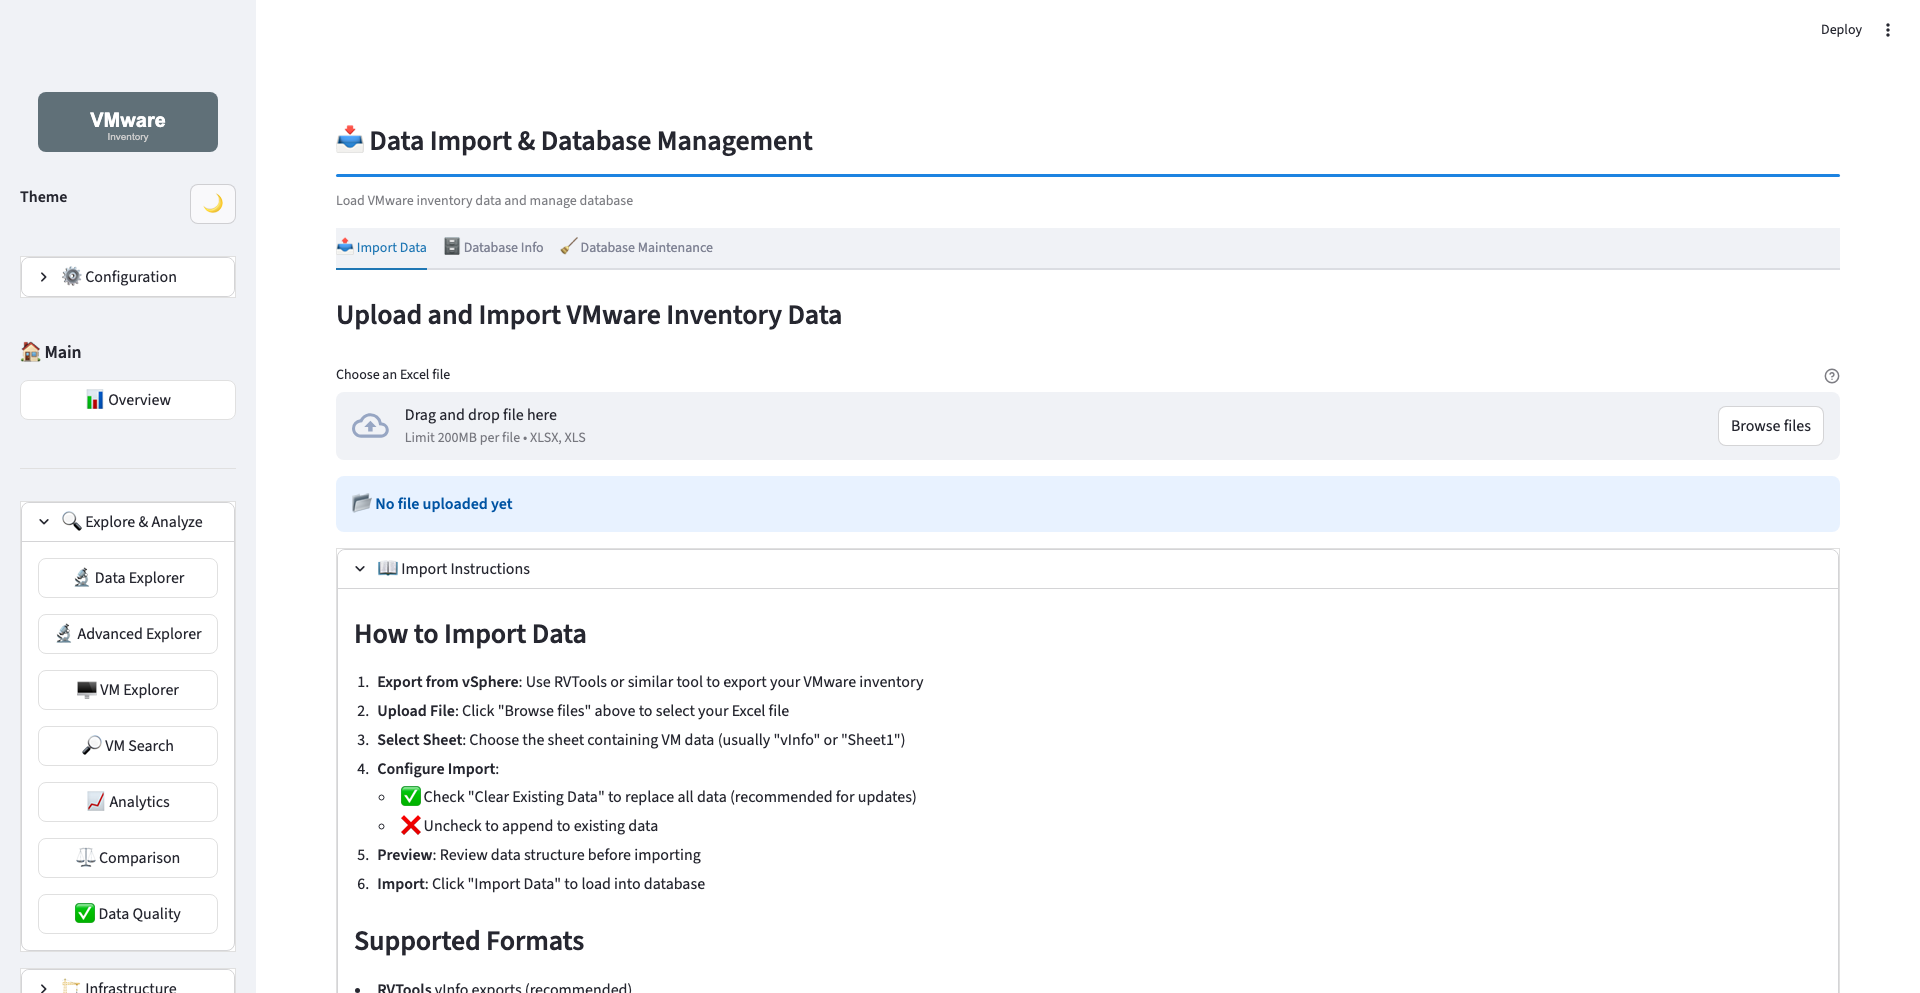 Deploy
VMware
Inventory
Theme
Configuration
Main
Overview
Explore & Analyze
Data Explorer
Advanced Explorer
VM Explorer
VM Search
Analytics
Comparison
Data Quality
Infrastructure
Data Import & Database Management
Load VMware inventory data and manage database
Import Data
Database Info
Database Maintenance
Upload and Import VMware Inventory Data
Choose an Excel file
Drag and drop file here
Limit 200MB per file • XLSX, XLS
Browse files
No file uploaded yet
Import Instructions
How to Import Data
1. Export from vSphere: Use RVTools or similar tool to export your VMware inventory
2. Upload File: Click "Browse files" above to select your Excel file
3. Select Sheet: Choose the sheet containing VM data (usually "vInfo" or "Sheet1")
4. Configure Import:
Check "Clear Existing Data" to replace all data (recommended for updates)
Uncheck to append to existing data
5. Preview: Review data structure before importing
6. Import: Click "Import Data" to load into database
Supported Formats
RVTools vInfo exports (recommended)